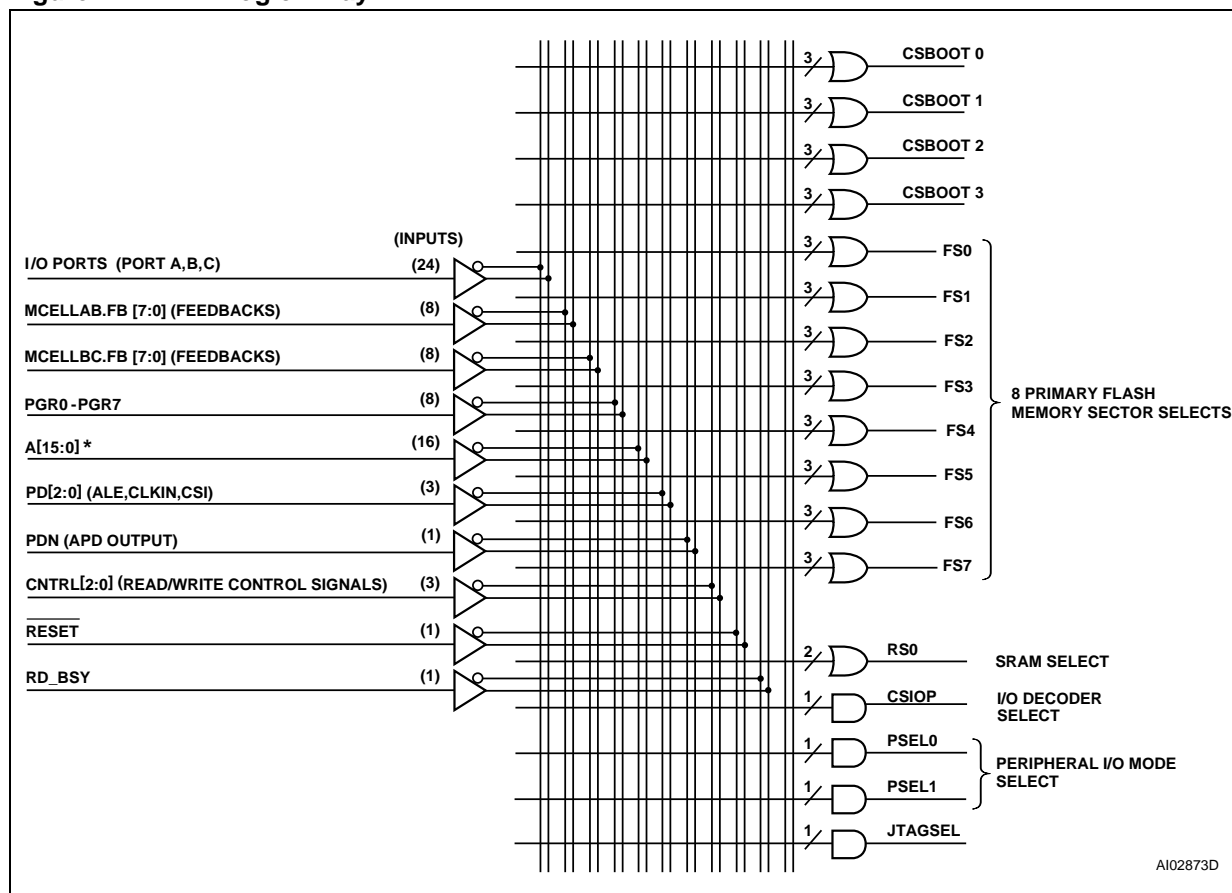 3 CSBOOT 0
3 CSBOOT 1
3 CSBOOT 2
3 CSBOOT 3
(INPUTS)
I/O PORTS (PORT A,B,C) (24)
MCELLAB.FB [7:0] (FEEDBACKS) (8)
MCELLBC.FB [7:0] (FEEDBACKS) (8)
PGR0 -PGR7 (8)
A[15:0] * (16)
PD[2:0] (ALE,CLKIN,CSI) (3)
PDN (APD OUTPUT) (1)
CNTRL[2:0] (READ/WRITE CONTROL SIGNALS) (3)
RESET (1)
RD_BSY (1)
3 FS0
3 FS1
3 FS2
3 FS3
3 FS4
3 FS5
3 FS6
3 FS7
8 PRIMARY FLASH
MEMORY SECTOR SELECTS
2 RS0 SRAM SELECT
1 CSIOP I/O DECODER
SELECT
1 PSEL0
1 PSEL1
PERIPHERAL I/O MODE
SELECT
1 JTAGSEL
AI02873D